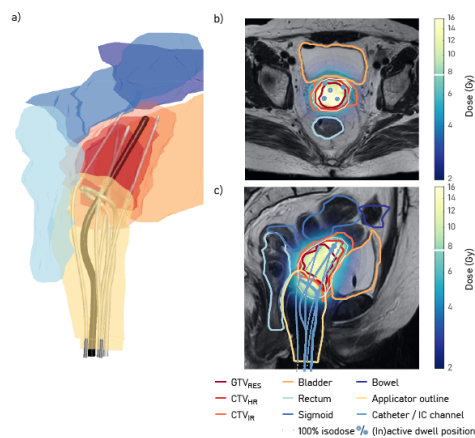 a)
b)
16
14
12
10
8
6
4
2
Dose (Gy)
c)
16
14
12
10
8
6
4
2
Dose (Gy)
GTV_RES Bladder Bowel
CTV_HR Rectum Applicator outline
CTV_IR Sigmoid Catheter / IC channel
100% isodose (In)active dwell position